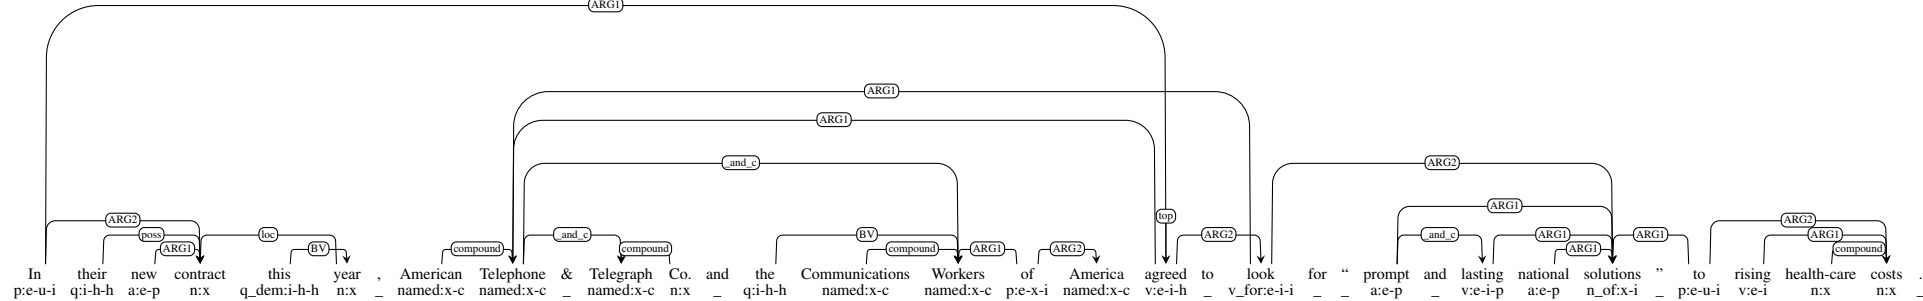 ARG1
ARG1
ARG1
_and_c
ARG2
ARG1
top
ARG2 ARG2
poss loc _and_c BV ARG2 _and_c ARG1 ARG1 ARG1
ARG1 BV compound compound compound ARG1 ARG2 ARG1 compound
In their new contract this year , American Telephone & Telegraph Co. and the Communications Workers of America agreed to look for “ prompt and lasting national solutions ” to rising health-care costs .
p:e-u-i q:i-h-h a:e-p n:x q_dem:i-h-h n:x _ named:x-c named:x-c _ named:x-c n:x _ q:i-h-h named:x-c named:x-c p:e-x-i named:x-c v:e-i-h _ v_for:e-i-i _ _ a:e-p _ v:e-i-p a:e-p n_of:x-i _ p:e-u-i v:e-i n:x n:x _